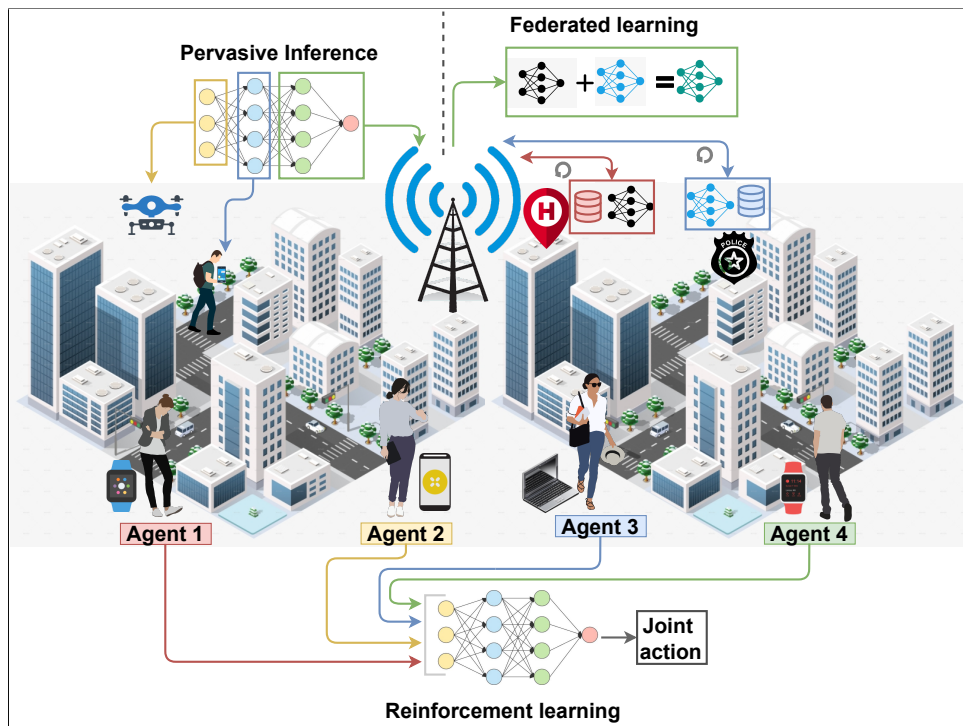 Federated learning
Pervasive Inference
H
POLICE
Agent 1
Agent 2
Agent 3
Agent 4
Joint
action
Reinforcement learning